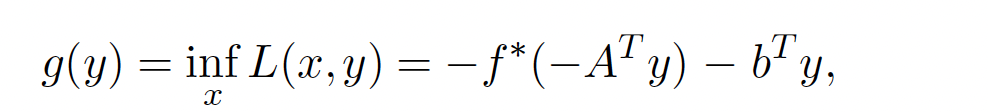 g(y) = inf_x L(x, y) = −f*(−A^T y) − b^T y,